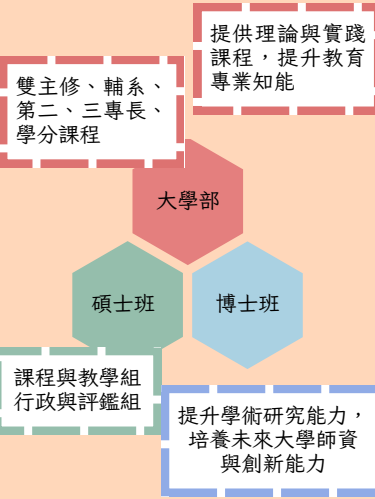 提供理論與實踐
課程，提升教育
專業知能
雙主修、輔系、
第二、三專長、
學分課程
大學部
碩士班
博士班
課程與教學組
行政與評鑑組
提升學術研究能力，
培養未來大學師資
與創新能力